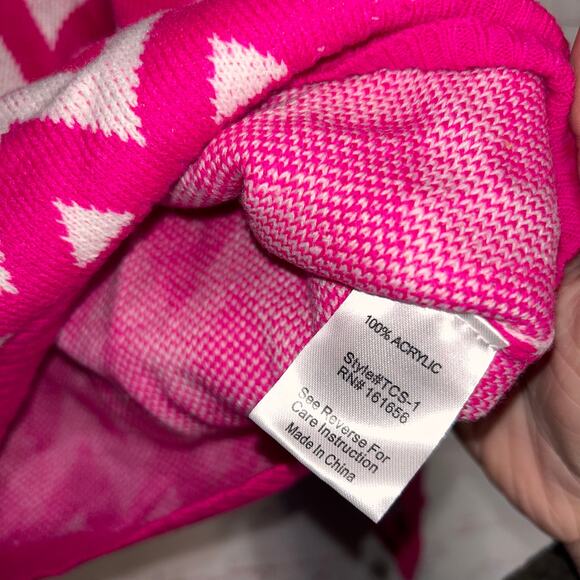 100% ACRYLIC
Style#TCS-1
RN# 161656
See Reverse For
Care Instruction
Made In China